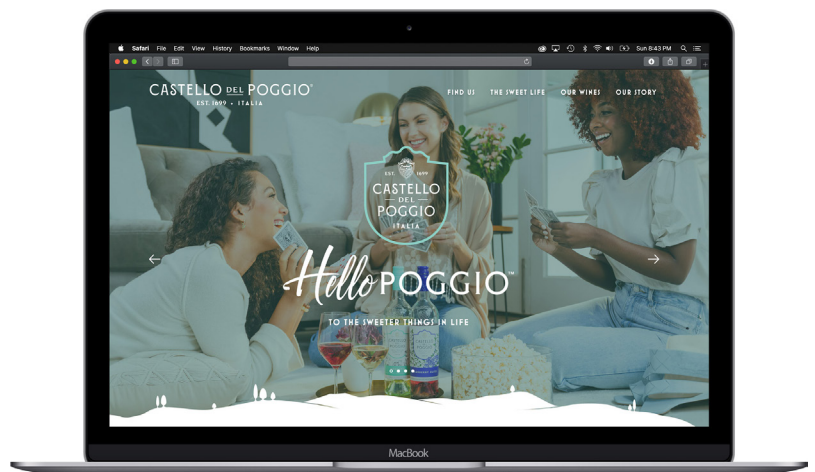 Safari File Edit View History Bookmarks Window Help
Sun 8:43 PM
CASTELLO DEL POGGIO®
EST. 1699 • ITALIA
FIND US THE SWEET LIFE OUR WINES OUR STORY
EST. 1699
CASTELLO
DEL
POGGIO
ITALIA
Hello POGGIO™
TO THE SWEETER THINGS IN LIFE
MacBook